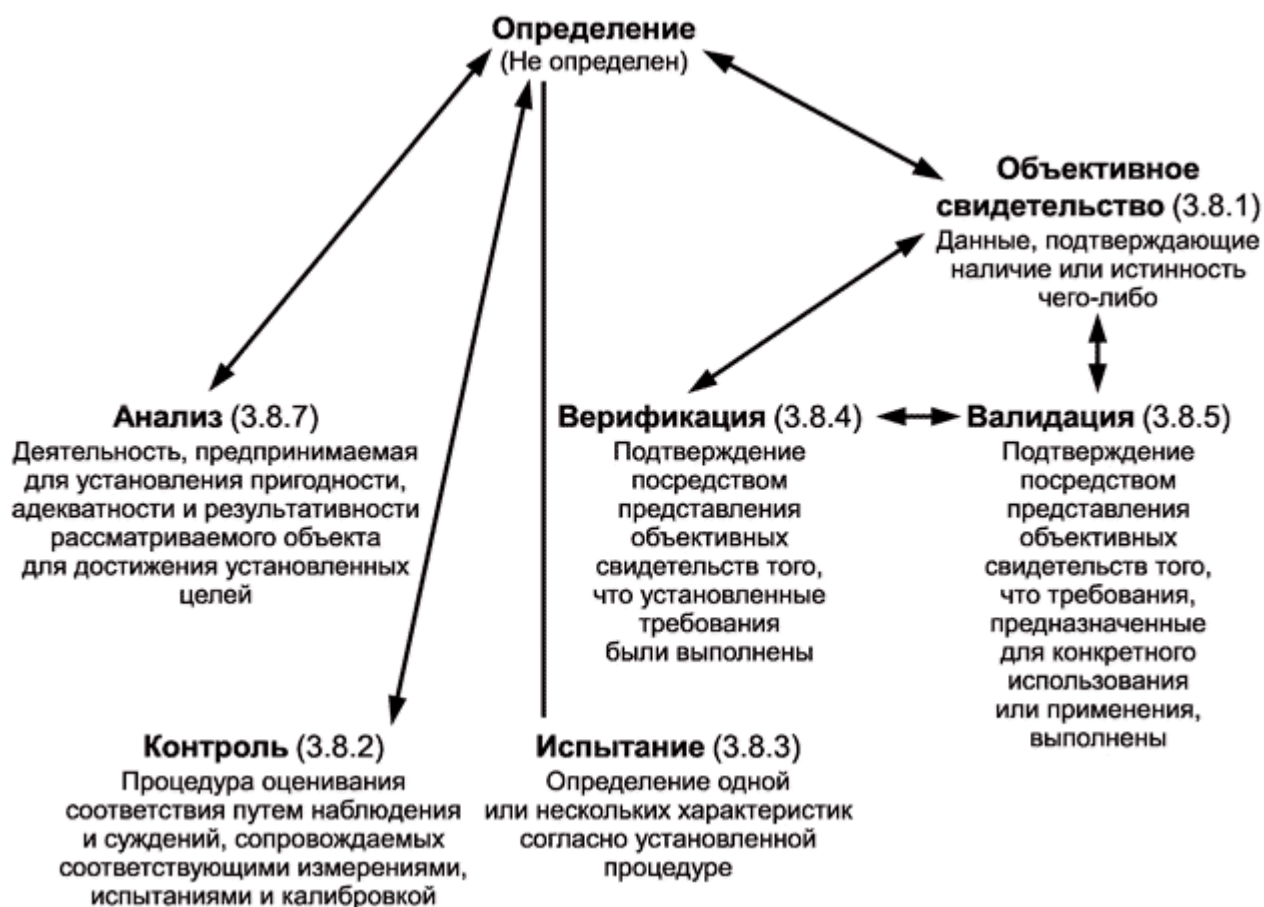 Определение
(Не определен)
Объективное
свидетельство (3.8.1)
Данные, подтверждающие
наличие или истинность
чего-либо
Анализ (3.8.7)
Деятельность, предпринимаемая
для установления пригодности,
адекватности и результативности
рассматриваемого объекта
для достижения установленных
целей
Верификация (3.8.4)
Подтверждение
посредством
представления
объективных
свидетельств того,
что установленные
требования
были выполнены
Валидация (3.8.5)
Подтверждение
посредством
представления
объективных
свидетельств того,
что требования,
предназначенные
для конкретного
использования
или применения,
выполнены
Контроль (3.8.2)
Процедура оценивания
соответствия путем наблюдения
и суждений, сопровождаемых
соответствующими измерениями,
испытаниями и калибровкой
Испытание (3.8.3)
Определение одной
или нескольких характеристик
согласно установленной
процедуре